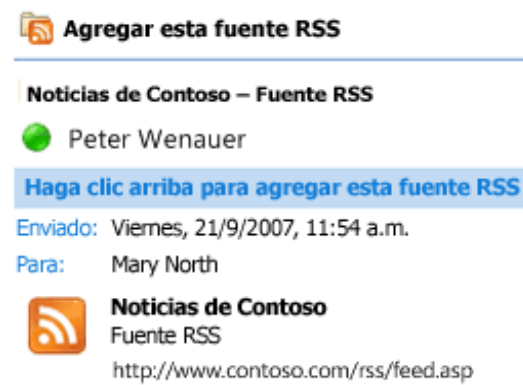 Agregar esta fuente RSS
Noticias de Contoso – Fuente RSS
Peter Wenauer
Haga clic arriba para agregar esta fuente RSS
Enviado: Viernes, 21/9/2007, 11:54 a.m.
Para: Mary North
Noticias de Contoso
Fuente RSS
http://www.contoso.com/rss/feed.asp